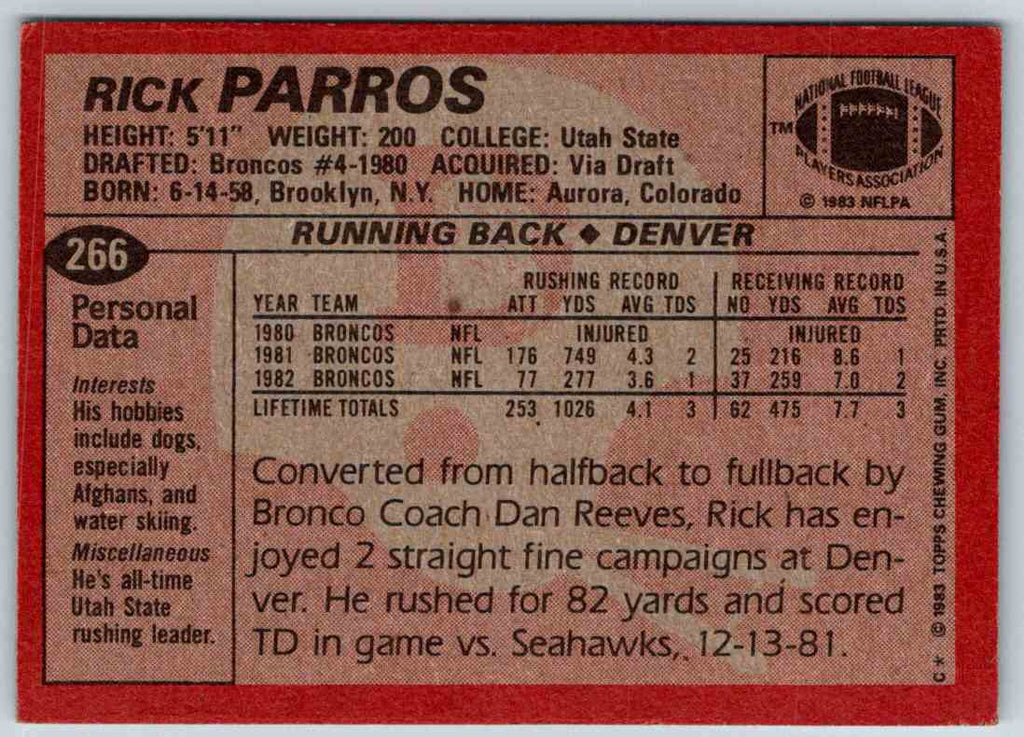 RICK PARROS
HEIGHT: 5'11" WEIGHT: 200 COLLEGE: Utah State
DRAFTED: Broncos #4-1980 ACQUIRED: Via Draft
BORN: 6-14-58, Brooklyn, N.Y. HOME: Aurora, Colorado
NATIONAL FOOTBALL LEAGUE
TM
PLAYERS ASSOCIATION
© 1983 NFLPA
RUNNING BACK ◆ DENVER
266
Personal
Data
Interests
His hobbies
include dogs,
especially
Afghans, and
water skiing.
Miscellaneous
He's all-time
Utah State
rushing leader.
RUSHING RECORD RECEIVING RECORD
YEAR TEAM ATT YDS AVG TDS NO YDS AVG TDS
1980 BRONCOS NFL INJURED INJURED
1981 BRONCOS NFL 176 749 4.3 2 25 216 8.6 1
1982 BRONCOS NFL 77 277 3.6 1 37 259 7.0 2
LIFETIME TOTALS 253 1026 4.1 3 62 475 7.7 3
Converted from halfback to fullback by
Bronco Coach Dan Reeves, Rick has en-
joyed 2 straight fine campaigns at Den-
ver. He rushed for 82 yards and scored
TD in game vs. Seahawks, 12-13-81.
C* © 1983 TOPPS CHEWING GUM, INC. PRTD IN U.S.A.